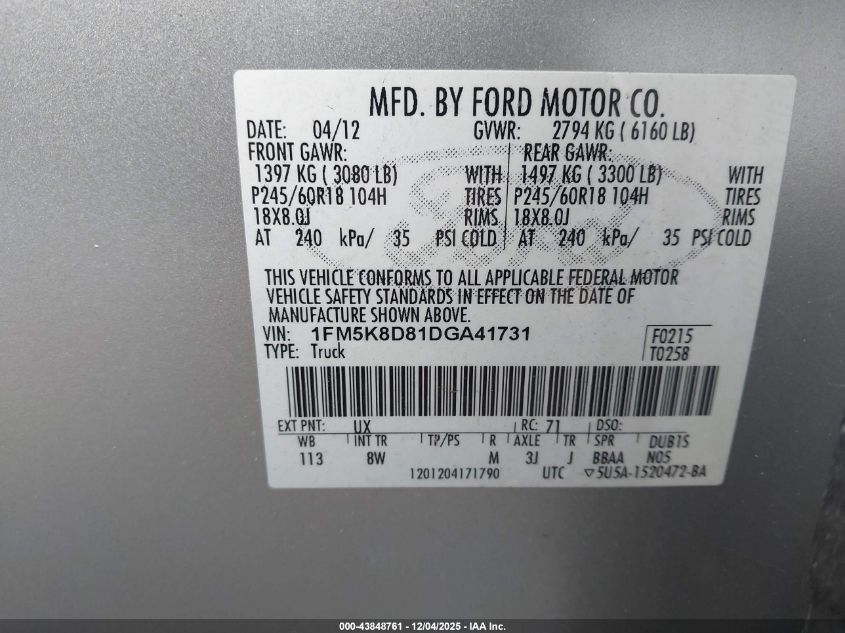 MFD. BY FORD MOTOR CO.
DATE: 04/12 GVWR: 2794 KG ( 6160 LB)
FRONT GAWR: REAR GAWR:
1397 KG ( 3080 LB) WITH 1497 KG ( 3300 LB) WITH
P245/60R18 104H TIRES P245/60R18 104H TIRES
18X8.0J RIMS 18X8.0J RIMS
AT 240 kPa/ 35 PSI COLD AT 240 kPa/ 35 PSI COLD
THIS VEHICLE CONFORMS TO ALL APPLICABLE FEDERAL MOTOR
VEHICLE SAFETY STANDARDS IN EFFECT ON THE DATE OF
MANUFACTURE SHOWN ABOVE.
VIN: 1FM5K8D81DGA41731 F0215
TYPE: Truck T0258
EXT PNT: UX RC: 71 DSO:
WB INT TR TP/PS R AXLE TR SPR DUB1S
113 8W M 3J J BBAA N05
1201204171790 UTC ▽5U5A-1520472-BA
000-43848761 - 12/04/2025 - IAA Inc.